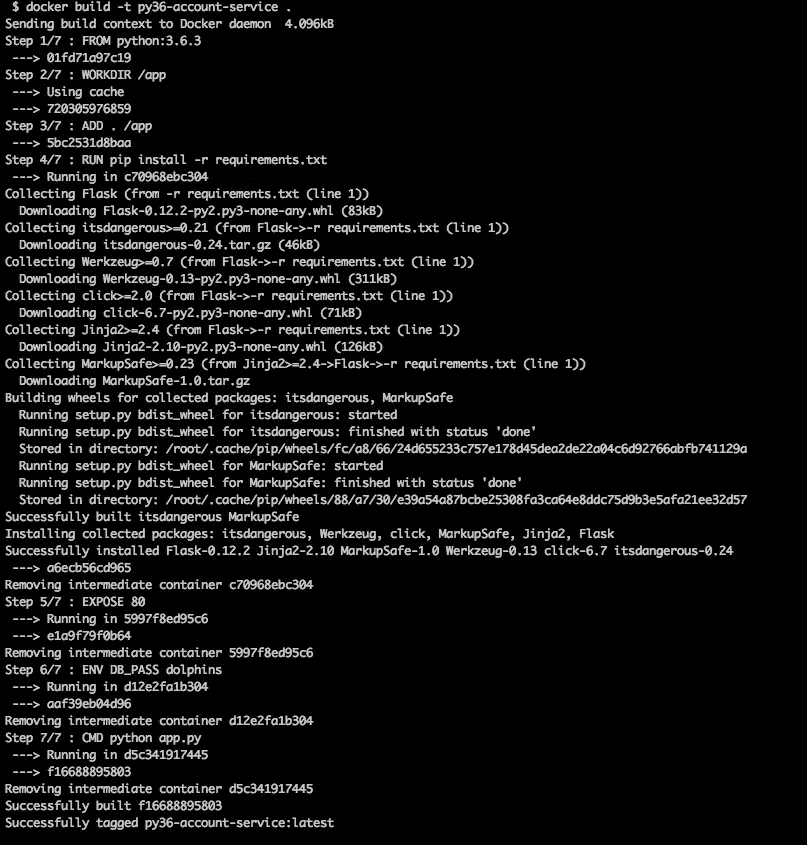 $ docker build -t py36-account-service .
Sending build context to Docker daemon  4.096kB
Step 1/7 : FROM python:3.6.3
 ---> 01fd71a97c19
Step 2/7 : WORKDIR /app
 ---> Using cache
 ---> 720305976859
Step 3/7 : ADD . /app
 ---> 5bc2531d8baa
Step 4/7 : RUN pip install -r requirements.txt
 ---> Running in c70968ebc304
Collecting Flask (from -r requirements.txt (line 1))
  Downloading Flask-0.12.2-py2.py3-none-any.whl (83kB)
Collecting itsdangerous>=0.21 (from Flask->-r requirements.txt (line 1))
  Downloading itsdangerous-0.24.tar.gz (46kB)
Collecting Werkzeug>=0.7 (from Flask->-r requirements.txt (line 1))
  Downloading Werkzeug-0.13-py2.py3-none-any.whl (311kB)
Collecting click>=2.0 (from Flask->-r requirements.txt (line 1))
  Downloading click-6.7-py2.py3-none-any.whl (71kB)
Collecting Jinja2>=2.4 (from Flask->-r requirements.txt (line 1))
  Downloading Jinja2-2.10-py2.py3-none-any.whl (126kB)
Collecting MarkupSafe>=0.23 (from Jinja2>=2.4->Flask->-r requirements.txt (line 1))
  Downloading MarkupSafe-1.0.tar.gz
Building wheels for collected packages: itsdangerous, MarkupSafe
  Running setup.py bdist_wheel for itsdangerous: started
  Running setup.py bdist_wheel for itsdangerous: finished with status 'done'
  Stored in directory: /root/.cache/pip/wheels/fc/a8/66/24d655233c757e178d45dea2de22a04c6d92766abfb741129a
  Running setup.py bdist_wheel for MarkupSafe: started
  Running setup.py bdist_wheel for MarkupSafe: finished with status 'done'
  Stored in directory: /root/.cache/pip/wheels/88/a7/30/e39a54a87bcbe25308fa3ca64e8ddc75d9b3e5afa21ee32d57
Successfully built itsdangerous MarkupSafe
Installing collected packages: itsdangerous, Werkzeug, click, MarkupSafe, Jinja2, Flask
Successfully installed Flask-0.12.2 Jinja2-2.10 MarkupSafe-1.0 Werkzeug-0.13 click-6.7 itsdangerous-0.24
 ---> a6ecb56cd965
Removing intermediate container c70968ebc304
Step 5/7 : EXPOSE 80
 ---> Running in 5997f8ed95c6
 ---> e1a9f79f0b64
Removing intermediate container 5997f8ed95c6
Step 6/7 : ENV DB_PASS dolphins
 ---> Running in d12e2fa1b304
 ---> aaf39eb04d96
Removing intermediate container d12e2fa1b304
Step 7/7 : CMD python app.py
 ---> Running in d5c341917445
 ---> f16688895803
Removing intermediate container d5c341917445
Successfully built f16688895803
Successfully tagged py36-account-service:latest